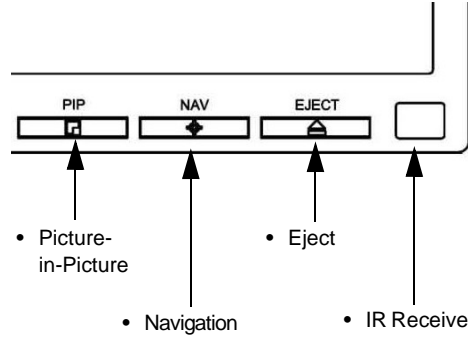 PIP NAV EJECT
• Picture-
in-Picture
• Eject
• Navigation
• IR Receive